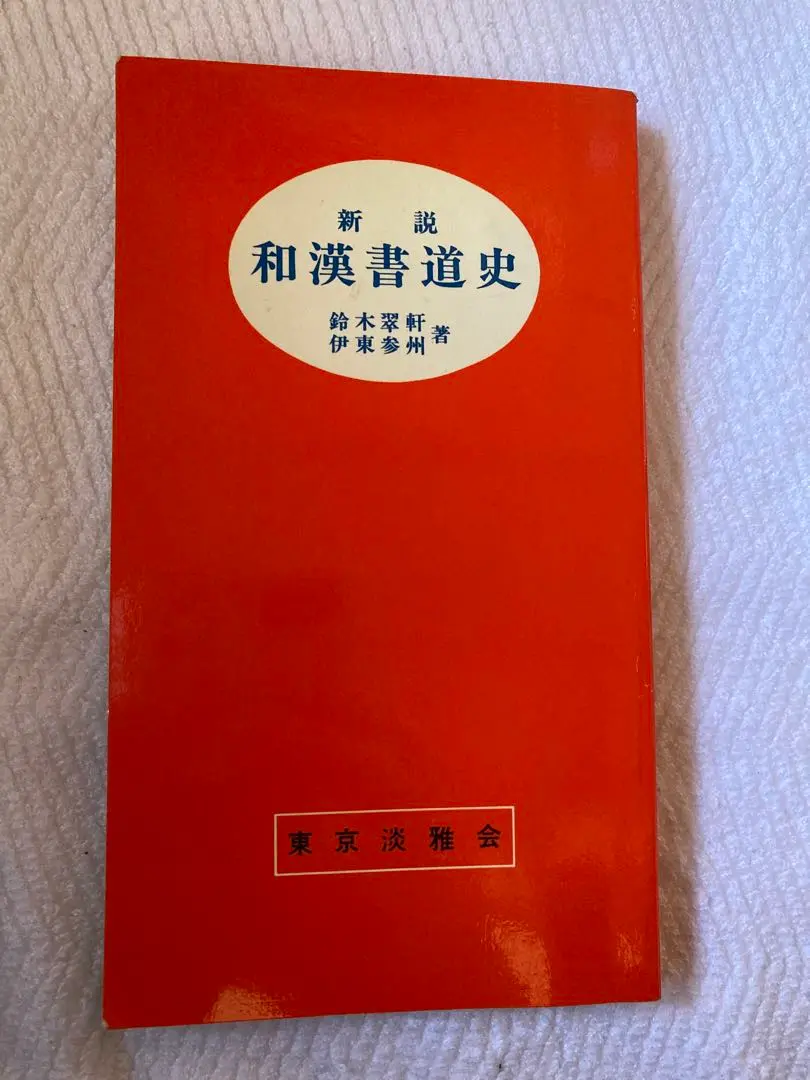 新説
和漢書道史
鈴木翠軒
伊東参州
著
東京淡雅会